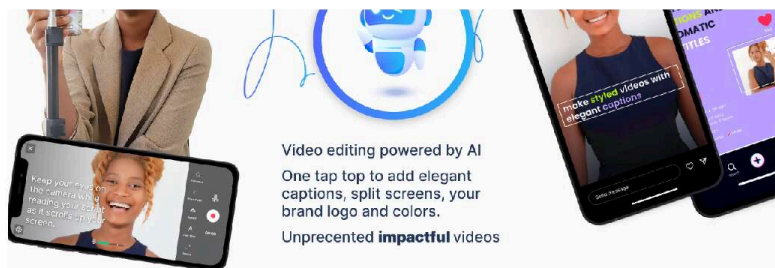 Keep your eyes on
the camera while
reading your script
as it scrolls on your
screen.
Video editing powered by AI
One tap top to add elegant
captions, split screens, your
brand logo and colors.
Unprecented impactful videos
make styled videos with
elegant captions
Send message